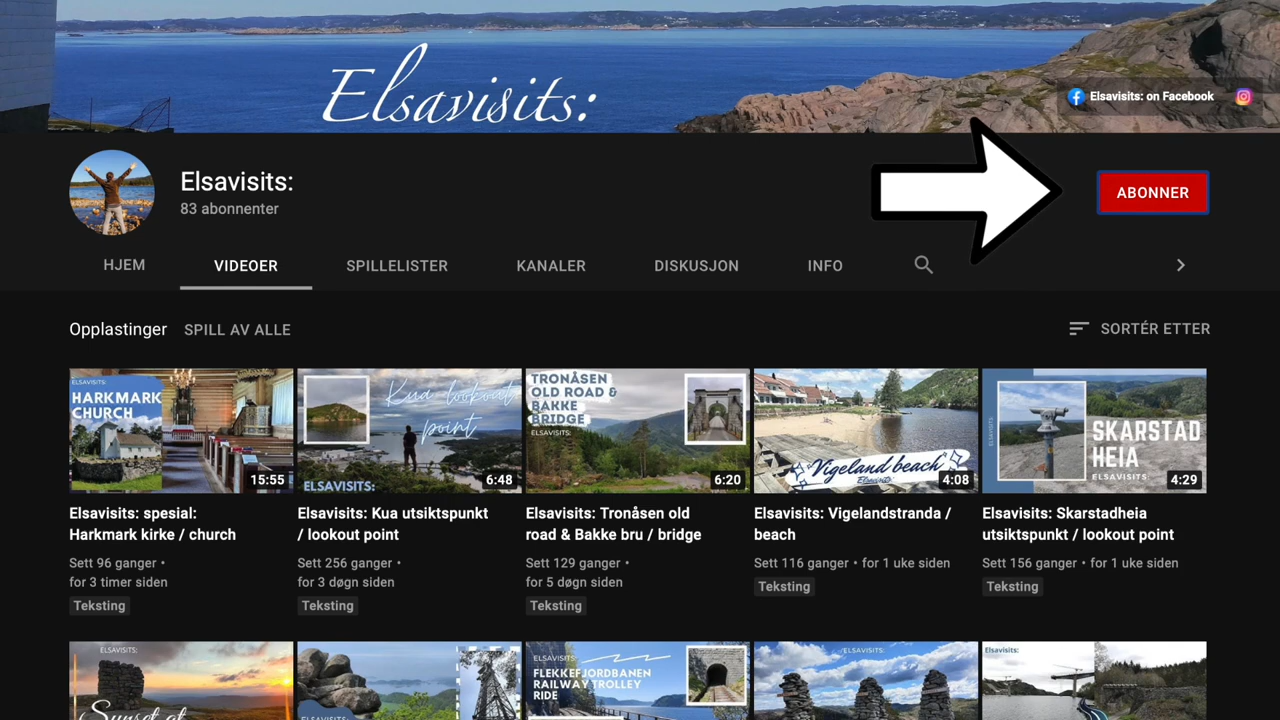 Elsavisits:
Elsavisits: on Facebook
Elsavisits:
83 abonnenter
ABONNER
HJEM VIDEOER SPILLELISTER KANALER DISKUSJON INFO
Opplastinger SPILL AV ALLE SORTÉR ETTER
ELSAVISITS:
HARKMARK
CHURCH
15:55
Elsavisits: spesial:
Harkmark kirke / church
Sett 96 ganger •
for 3 timer siden
Teksting
Kua lookout
point
ELSAVISITS:
6:48
Elsavisits: Kua utsiktspunkt
/ lookout point
Sett 256 ganger •
for 3 døgn siden
Teksting
TRONÅSEN
OLD ROAD &
BAKKE
BRIDGE
ELSAVISITS:
6:20
Elsavisits: Tronåsen old
road & Bakke bru / bridge
Sett 129 ganger •
for 5 døgn siden
Teksting
Vigeland beach
Elsavisits:
4:08
Elsavisits: Vigelandstranda /
beach
Sett 116 ganger • for 1 uke siden
Teksting
ELSAVISITS:
SKARSTAD
HEIA
ELSAVISITS
4:29
Elsavisits: Skarstadheia
utsiktspunkt / lookout point
Sett 156 ganger • for 1 uke siden
Teksting
ELSAVISITS:
Sunset at
ELSAVISITS:
FLEKKEFJORDBANEN
RAILWAY TROLLEY
RIDE
ELSAVISITS:
Elsavisits: